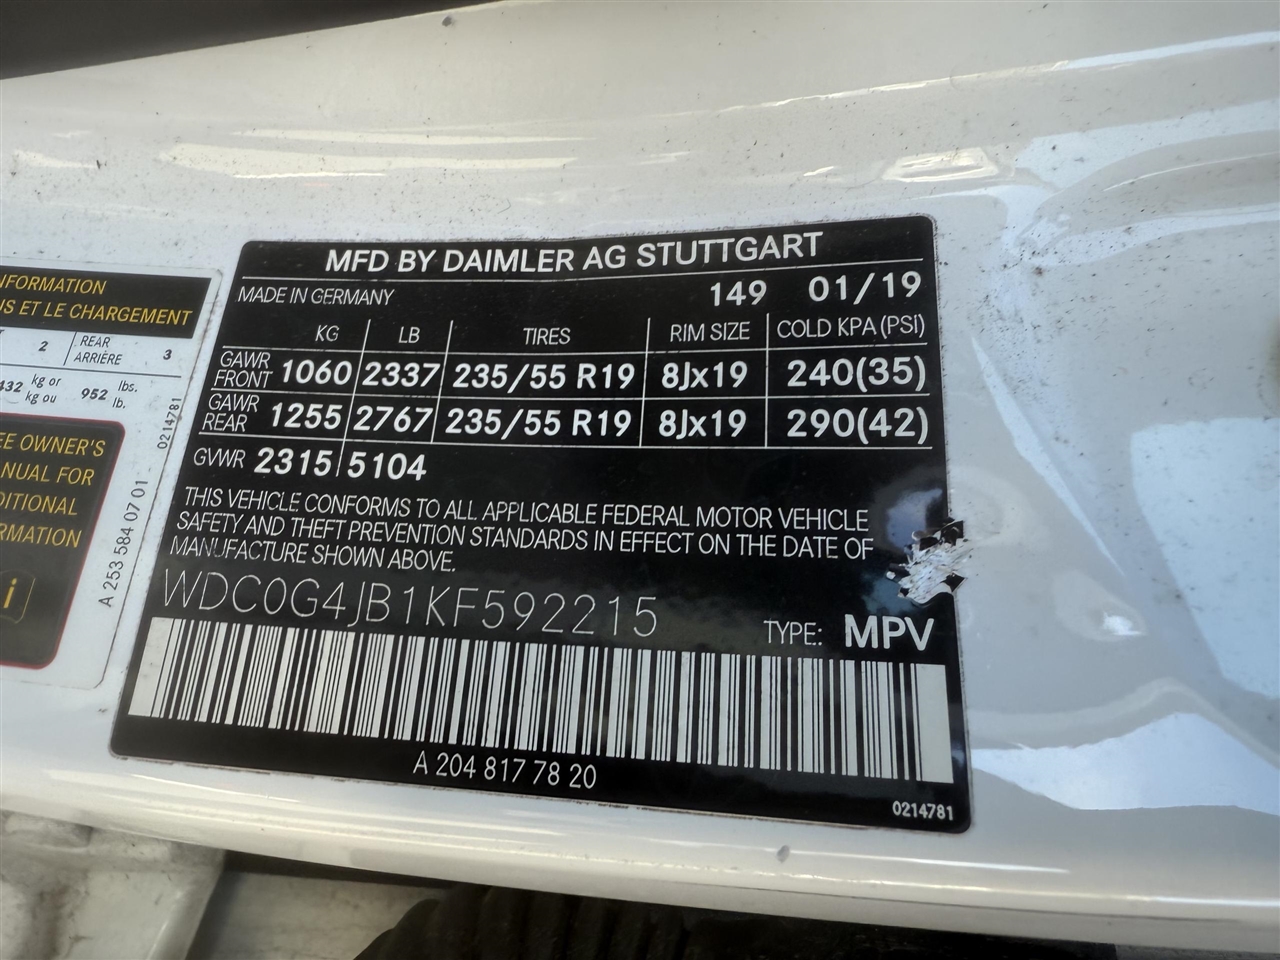 NFORMATION
US ET LE CHARGEMENT
2 REAR ARRIÈRE 3
432 kg or kg ou 952 lbs. lb.
EE OWNER'S
NUAL FOR
DITIONAL
ORMATION
i
A 253 584 07 01
0214781
MFD BY DAIMLER AG STUTTGART
MADE IN GERMANY 149 01/19
KG LB TIRES RIM SIZE COLD KPA (PSI)
GAWR FRONT 1060 2337 235/55 R19 8Jx19 240(35)
GAWR REAR 1255 2767 235/55 R19 8Jx19 290(42)
GVWR 2315 5104
THIS VEHICLE CONFORMS TO ALL APPLICABLE FEDERAL MOTOR VEHICLE
SAFETY AND THEFT PREVENTION STANDARDS IN EFFECT ON THE DATE OF
MANUFACTURE SHOWN ABOVE.
WDC0G4JB1KF592215
TYPE: MPV
A 204 817 78 20
0214781